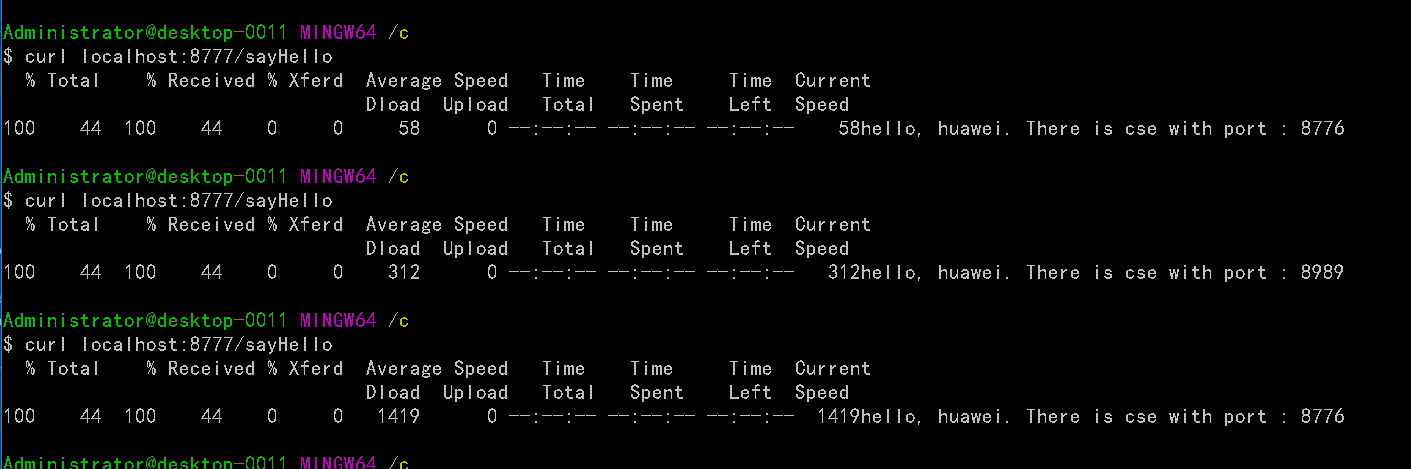 Administrator@desktop-0011 MINGW64 /c
$ curl localhost:8777/sayHello
% Total % Received % Xferd Average Speed Time Time Time Current
Dload Upload Total Spent Left Speed
100 44 100 44 0 0 58 0 --:--:-- --:--:-- --:--:-- 58hello, huawei. There is cse with port : 8776
Administrator@desktop-0011 MINGW64 /c
$ curl localhost:8777/sayHello
% Total % Received % Xferd Average Speed Time Time Time Current
Dload Upload Total Spent Left Speed
100 44 100 44 0 0 312 0 --:--:-- --:--:-- --:--:-- 312hello, huawei. There is cse with port : 8989
Administrator@desktop-0011 MINGW64 /c
$ curl localhost:8777/sayHello
% Total % Received % Xferd Average Speed Time Time Time Current
Dload Upload Total Spent Left Speed
100 44 100 44 0 0 1419 0 --:--:-- --:--:-- --:--:-- 1419hello, huawei. There is cse with port : 8776
Administrator@desktop-0011 MINGW64 /c